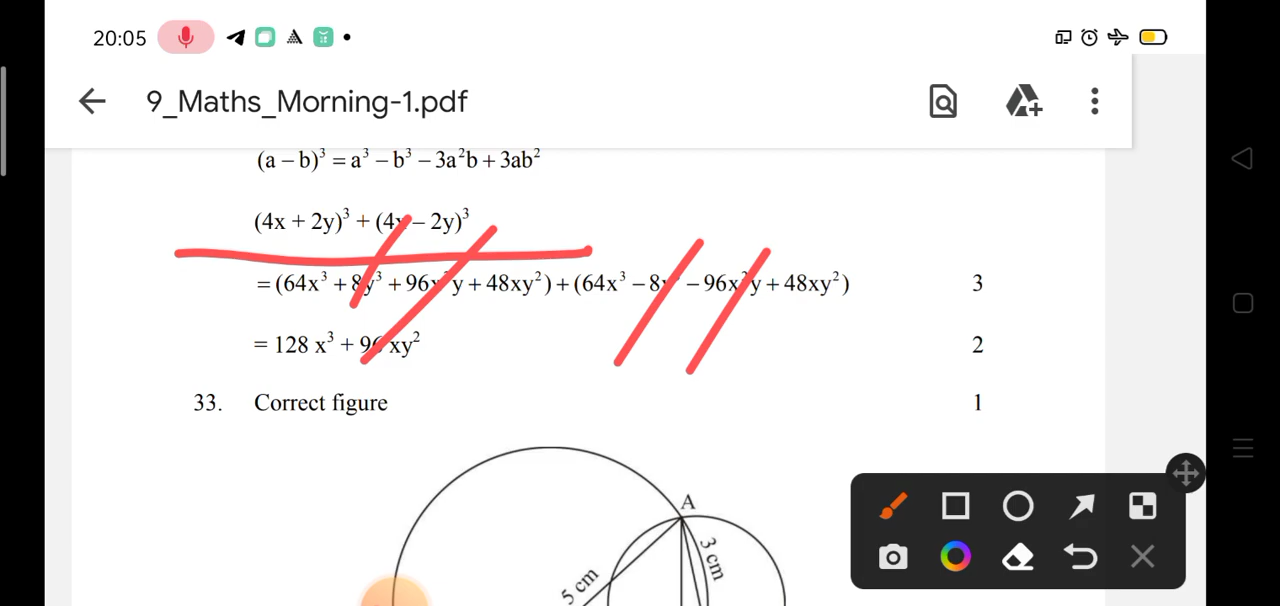 20:05
9_Maths_Morning-1.pdf
(a – b)³ = a³ – b³ – 3a²b + 3ab²
(4x + 2y)³ + (4x – 2y)³
= (64x³ + 8y³ + 96x²y + 48xy²) + (64x³ – 8y³ – 96x²y + 48xy²) 3
= 128 x³ + 96 xy² 2
33. Correct figure 1
A
3 cm
5 cm